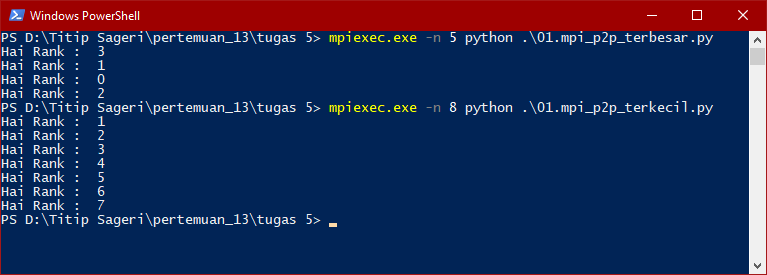 Windows PowerShell
PS D:\Titip Sageri\pertemuan_13\tugas 5> mpiexec.exe -n 5 python .\01.mpi_p2p_terbesar.py
Hai Rank :  3
Hai Rank :  1
Hai Rank :  0
Hai Rank :  2
PS D:\Titip Sageri\pertemuan_13\tugas 5> mpiexec.exe -n 8 python .\01.mpi_p2p_terkecil.py
Hai Rank :  1
Hai Rank :  2
Hai Rank :  3
Hai Rank :  4
Hai Rank :  5
Hai Rank :  6
Hai Rank :  7
PS D:\Titip Sageri\pertemuan_13\tugas 5>